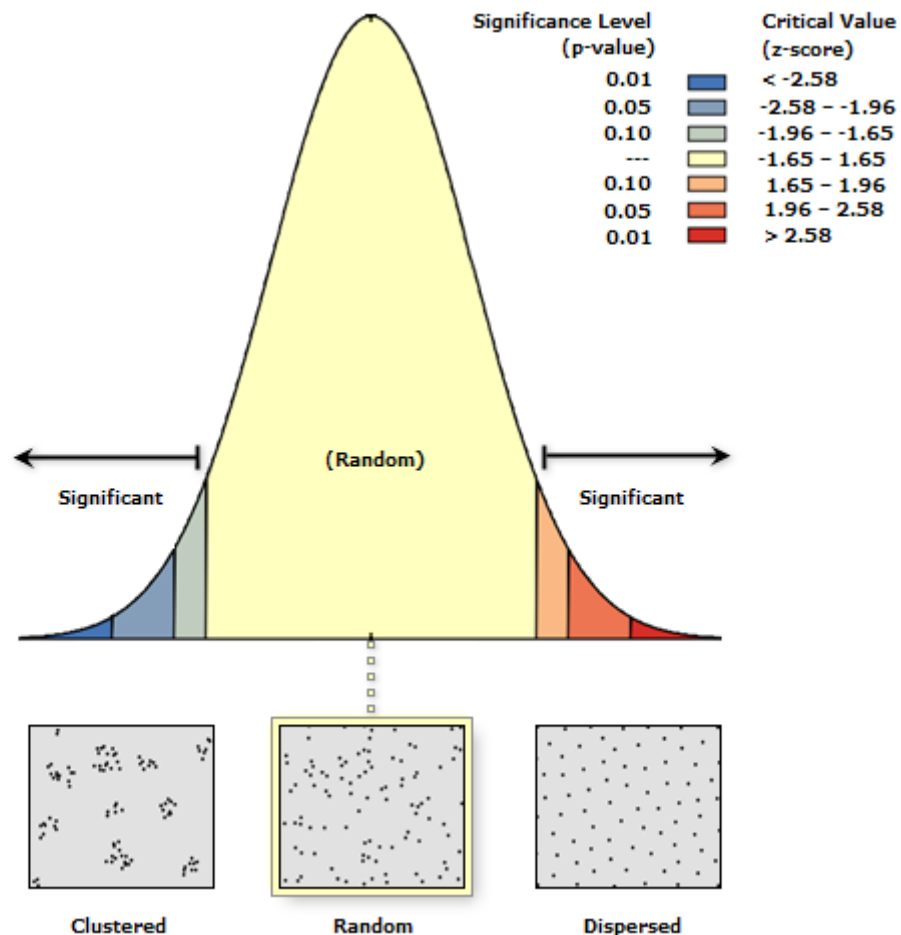 Significance Level
(p-value)
Critical Value
(z-score)
0.01 < -2.58
0.05 -2.58 – -1.96
0.10 -1.96 – -1.65
--- -1.65 – 1.65
0.10 1.65 – 1.96
0.05 1.96 – 2.58
0.01 > 2.58
(Random)
Significant
Significant
Clustered
Random
Dispersed